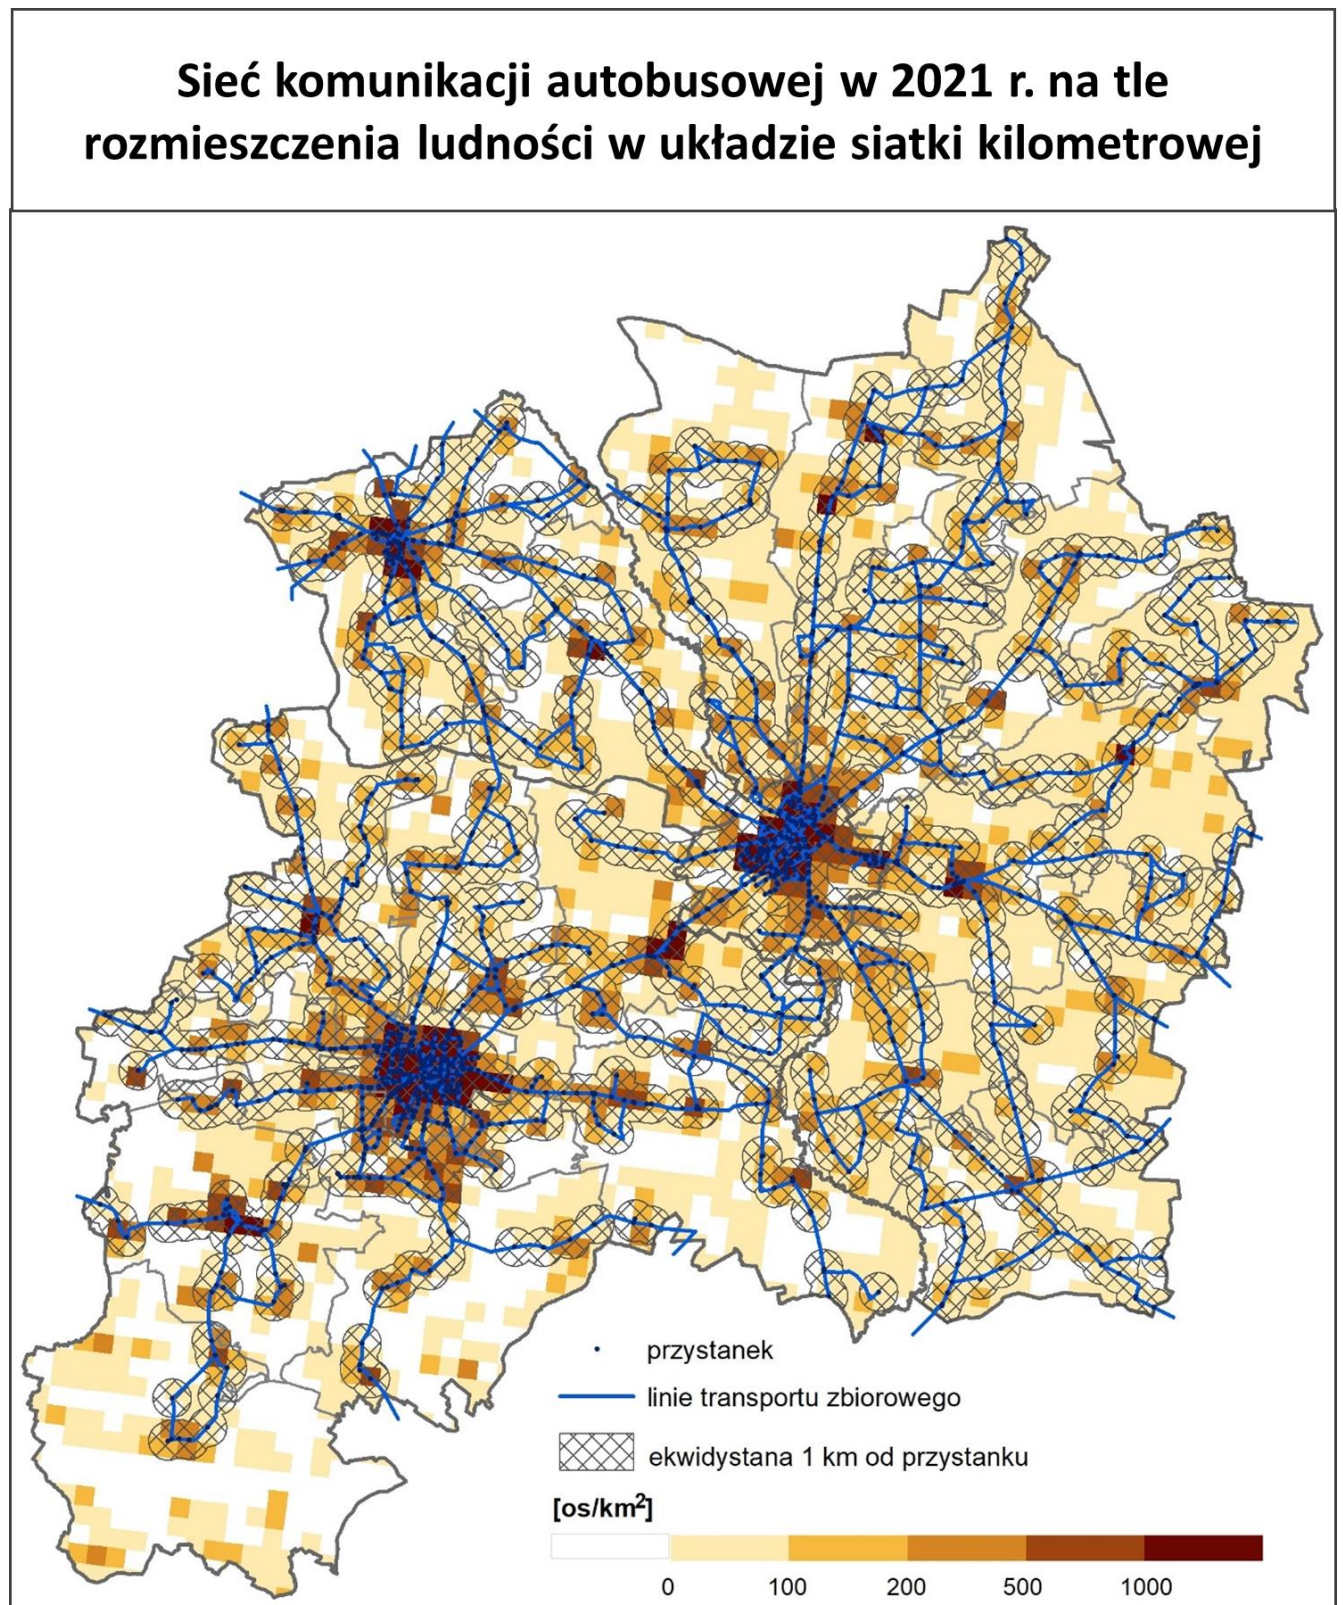 Sieć komunikacji autobusowej w 2021 r. na tle
rozmieszczenia ludności w układzie siatki kilometrowej
przystanek
linie transportu zbiorowego
ekwidystana 1 km od przystanku
[os/km²]
0 100 200 500 1000